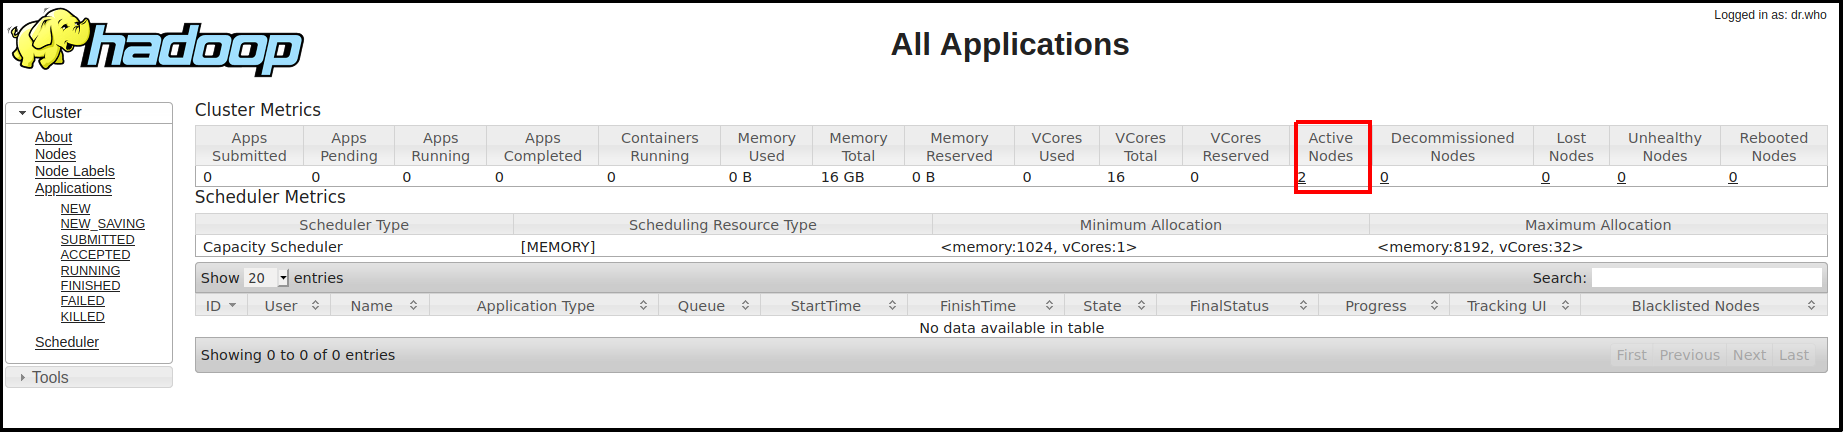 Logged in as: dr.who
hadoop
All Applications
Cluster
About
Nodes
Node Labels
Applications
NEW
NEW_SAVING
SUBMITTED
ACCEPTED
RUNNING
FINISHED
FAILED
KILLED
Scheduler
Tools
Cluster Metrics
Apps Submitted Apps Pending Apps Running Apps Completed Containers Running Memory Used Memory Total Memory Reserved VCores Used VCores Total VCores Reserved Active Nodes Decommissioned Nodes Lost Nodes Unhealthy Nodes Rebooted Nodes
0 0 0 0 0 0 B 16 GB 0 B 0 16 0 2 0 0 0 0
Scheduler Metrics
Scheduler Type Scheduling Resource Type Minimum Allocation Maximum Allocation
Capacity Scheduler [MEMORY] <memory:1024, vCores:1> <memory:8192, vCores:32>
Show 20 entries Search:
ID User Name Application Type Queue StartTime FinishTime State FinalStatus Progress Tracking UI Blacklisted Nodes
No data available in table
Showing 0 to 0 of 0 entries First Previous Next Last